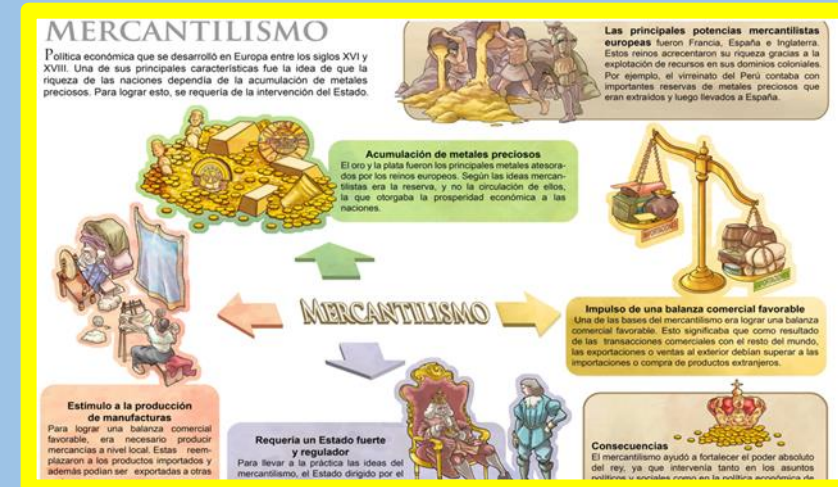 MERCANTILISMO
Política económica que se desarrolló en Europa entre los siglos XVI y
XVIII. Una de sus principales características fue la idea de que la
riqueza de las naciones dependía de la acumulación de metales
preciosos. Para lograr esto, se requería de la intervención del Estado.
Las principales potencias mercantilistas
europeas fueron Francia, España e Inglaterra.
Estos reinos acrecentaron su riqueza gracias a la
explotación de recursos en sus dominios coloniales.
Por ejemplo, el virreinato del Perú contaba con
importantes reservas de metales preciosos que
eran extraídos y luego llevados a España.
Acumulación de metales preciosos
El oro y la plata fueron los principales metales atesora-
dos por los reinos europeos. Según las ideas mercan-
tilistas era la reserva, y no la circulación de ellos,
la que otorgaba la prosperidad económica a las
naciones.
IMPORTACIONES
EXPORTACIONES
MERCANTILISMO
Impulso de una balanza comercial favorable
Una de las bases del mercantilismo era lograr una balanza
comercial favorable. Esto significaba que como resultado
de las transacciones comerciales con el resto del mundo,
las exportaciones o ventas al exterior debían superar a las
importaciones o compra de productos extranjeros.
Estímulo a la producción
de manufacturas
Para lograr una balanza comercial
favorable, era necesario producir
mercancías a nivel local. Estas reem-
plazaron a los productos importados y
además podían ser exportadas a otras
Requería un Estado fuerte
y regulador
Para llevar a la práctica las ideas del
mercantilismo, el Estado dirigido por el
Consecuencias
El mercantilismo ayudó a fortalecer el poder absoluto
del rey, ya que intervenía tanto en los asuntos
políticos y sociales como en la política económica de